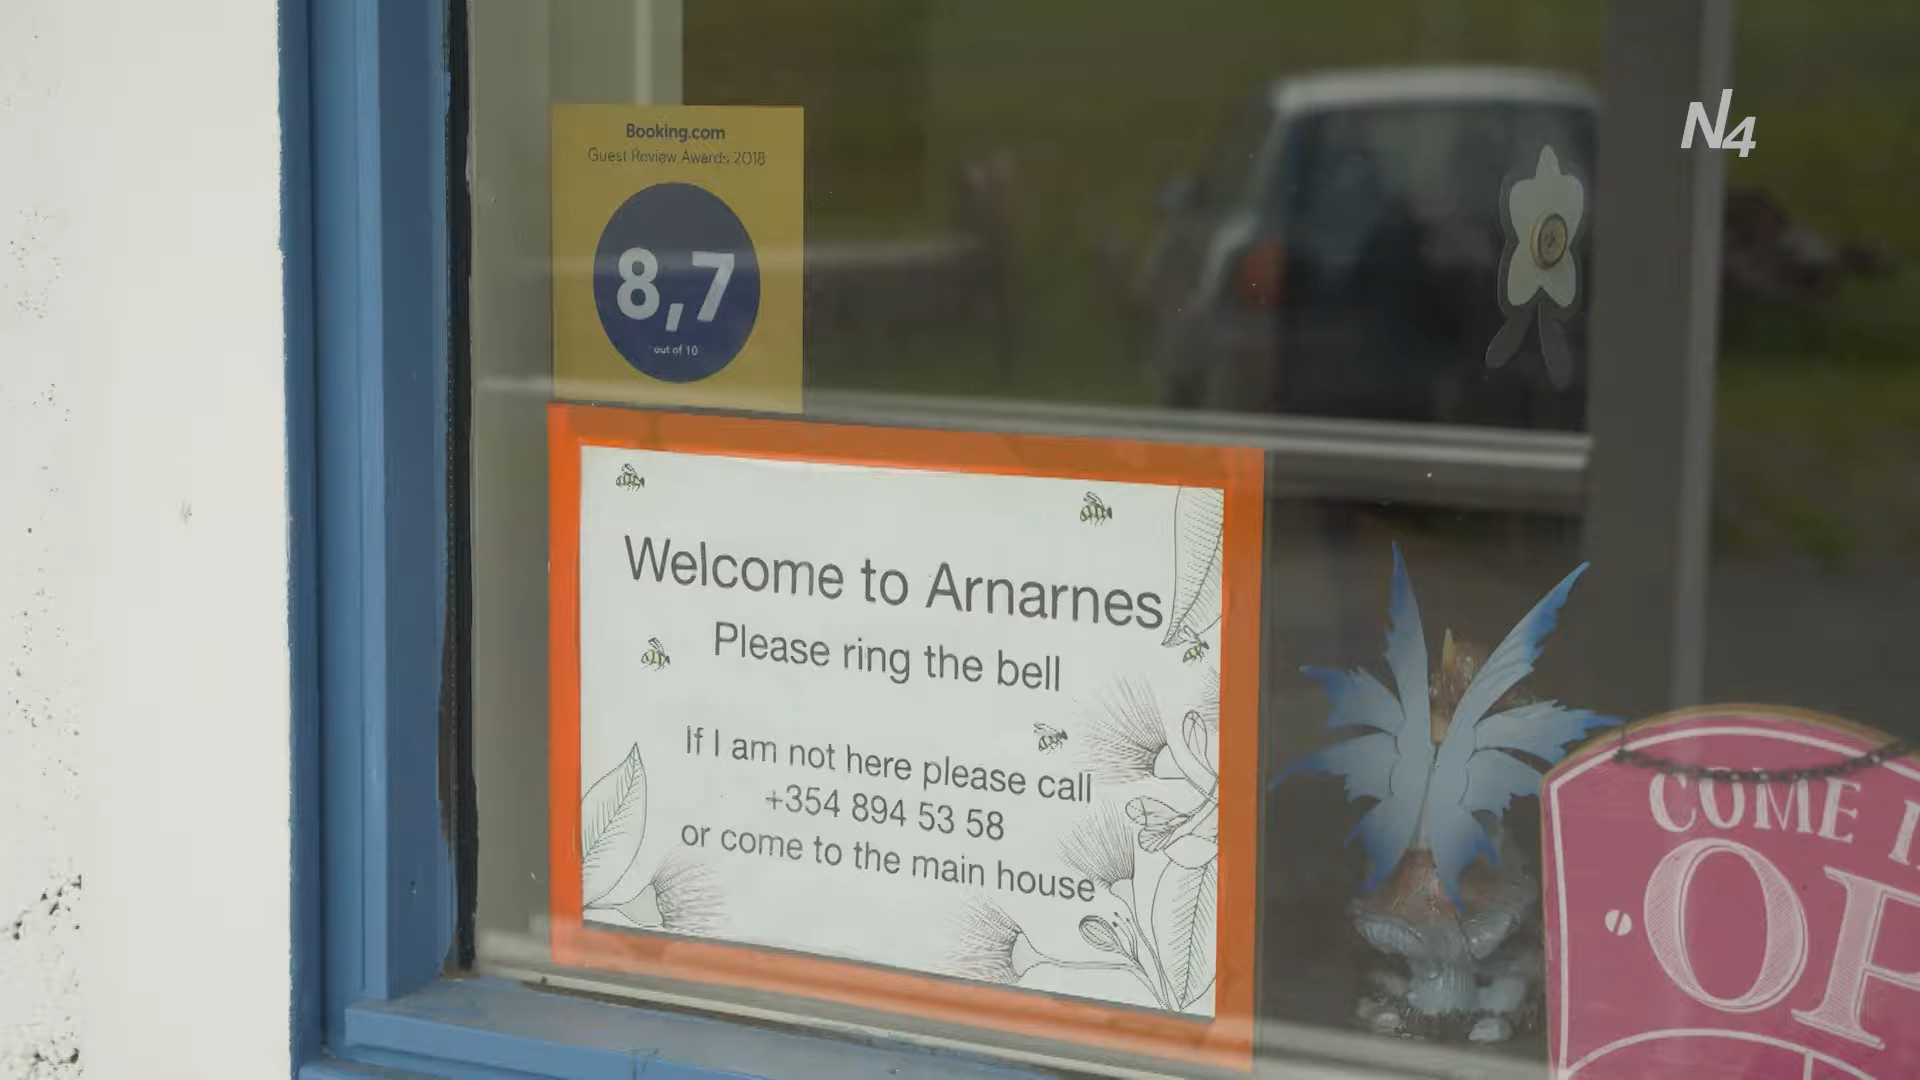 N4
Booking.com
Guest Review Awards 2018
8,7
out of 10
Welcome to Arnarnes
Please ring the bell
If I am not here please call
+354 894 53 58
or come to the main house
COME